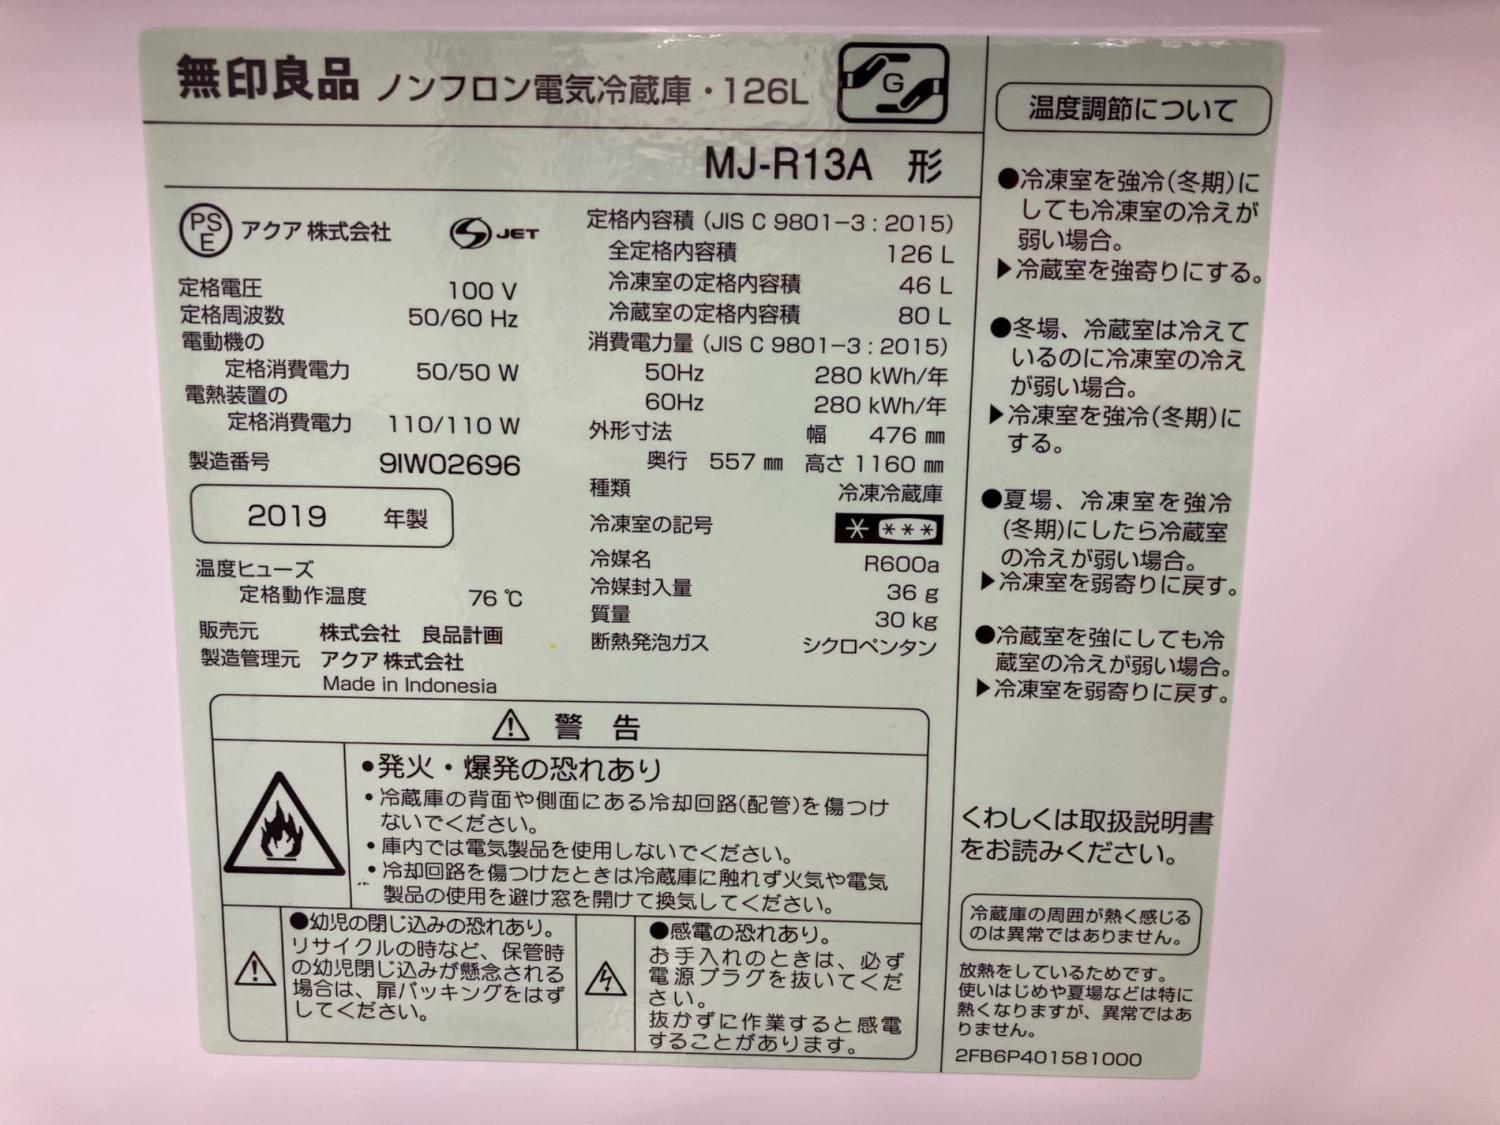 無印良品 ノンフロン電気冷蔵庫・126L
G
MJ-R13A 形
PS
E
アクア 株式会社
JET
定格電圧 100 V
定格周波数 50/60 Hz
電動機の
定格消費電力 50/50 W
電熱装置の
定格消費電力 110/110 W
製造番号 9IW02696
2019 年製
温度ヒューズ
定格動作温度 76 ℃
販売元 株式会社 良品計画
製造管理元 アクア 株式会社
Made in Indonesia
定格内容積 (JIS C 9801-3 : 2015)
全定格内容積 126 L
冷凍室の定格内容積 46 L
冷蔵室の定格内容積 80 L
消費電力量 (JIS C 9801-3 : 2015)
50Hz 280 kWh/年
60Hz 280 kWh/年
外形寸法 幅 476 ㎜
奥行 557 ㎜ 高さ 1160 ㎜
種類 冷凍冷蔵庫
冷凍室の記号 * ***
冷媒名 R600a
冷媒封入量 36 g
質量 30 kg
断熱発泡ガス シクロペンタン
⚠ 警 告
●発火・爆発の恐れあり
・冷蔵庫の背面や側面にある冷却回路(配管)を傷つけ
ないでください。
・庫内では電気製品を使用しないでください。
・冷却回路を傷つけたときは冷蔵庫に触れず火気や電気
製品の使用を避け窓を開けて換気してください。
●幼児の閉じ込みの恐れあり。
リサイクルの時など、保管時
の幼児閉じ込みが懸念される
場合は、扉パッキングをはず
してください。
●感電の恐れあり。
お手入れのときは、必ず
電源プラグを抜いてくだ
さい。
抜かずに作業すると感電
することがあります。
温度調節について
●冷凍室を強冷(冬期)に
しても冷凍室の冷えが
弱い場合。
▶冷蔵室を強寄りにする。
●冬場、冷蔵室は冷えて
いるのに冷凍室の冷え
が弱い場合。
▶冷凍室を強冷(冬期)に
する。
●夏場、冷凍室を強冷
(冬期)にしたら冷蔵室
の冷えが弱い場合。
▶冷凍室を弱寄りに戻す。
●冷蔵室を強にしても冷
蔵室の冷えが弱い場合。
▶冷凍室を弱寄りに戻す。
くわしくは取扱説明書
をお読みください。
冷蔵庫の周囲が熱く感じる
のは異常ではありません。
放熱をしているためです。
使いはじめや夏場などは特に
熱くなりますが、異常ではあ
りません。
2FB6P401581000